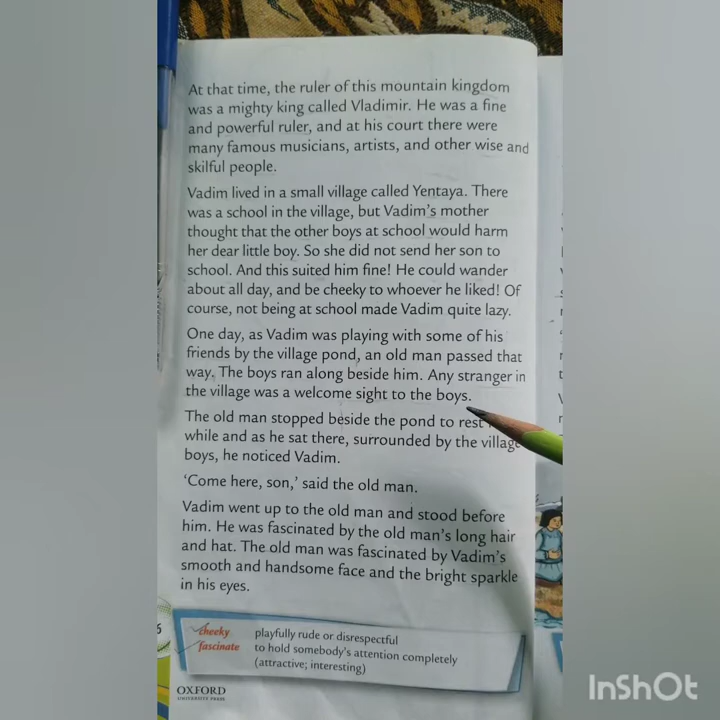 At that time, the ruler of this mountain kingdom
was a mighty king called Vladimir. He was a fine
and powerful ruler, and at his court there were
many famous musicians, artists, and other wise and
skilful people.
Vadim lived in a small village called Yentaya. There
was a school in the village, but Vadim's mother
thought that the other boys at school would harm
her dear little boy. So she did not send her son to
school. And this suited him fine! He could wander
about all day, and be cheeky to whoever he liked! Of
course, not being at school made Vadim quite lazy.
One day, as Vadim was playing with some of his
friends by the village pond, an old man passed that
way. The boys ran along beside him. Any stranger in
the village was a welcome sight to the boys.
The old man stopped beside the pond to rest
while and as he sat there, surrounded by the village
boys, he noticed Vadim.
'Come here, son,' said the old man.
Vadim went up to the old man and stood before
him. He was fascinated by the old man's long hair
and hat. The old man was fascinated by Vadim's
smooth and handsome face and the bright sparkle
in his eyes.
cheeky playfully rude or disrespectful
fascinate to hold somebody's attention completely
(attractive; interesting)
OXFORD
UNIVERSITY PRESS
InShOt